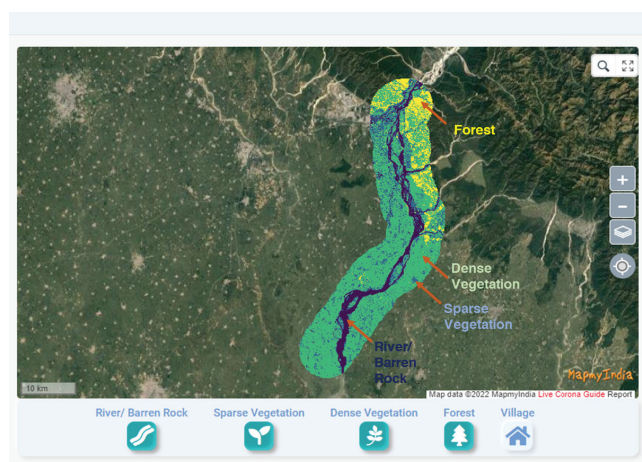 Forest
Dense
Vegetation
Sparse
Vegetation
River/
Barren
Rock
10 km
MapmyIndia
Map data ©2022 MapmyIndia Live Corona Guide Report
River/ Barren Rock Sparse Vegetation Dense Vegetation Forest Village